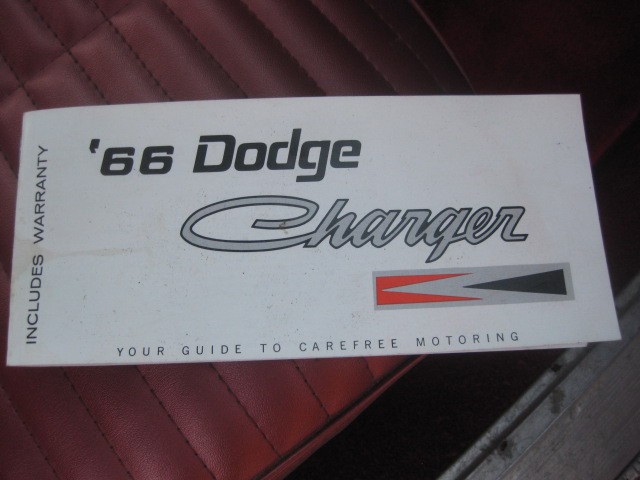 '66 Dodge
Charger
YOUR GUIDE TO CAREFREE MOTORING
INCLUDES WARRANTY